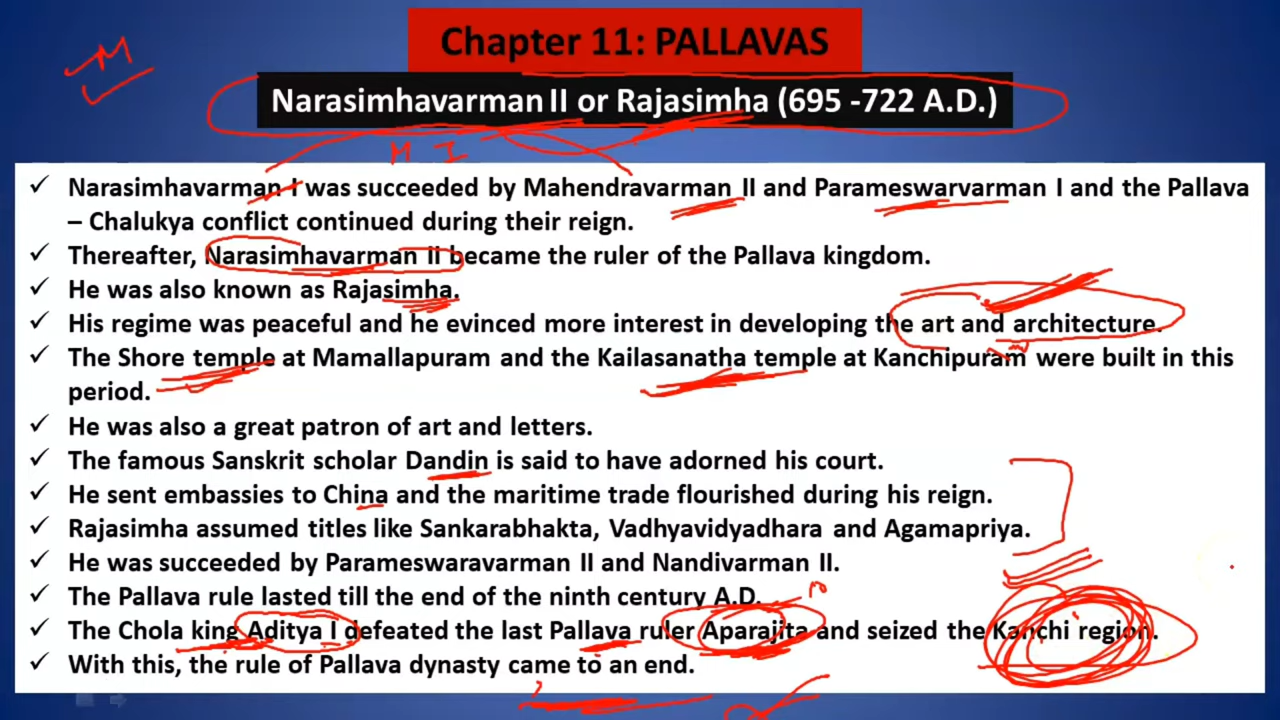 Chapter 11: PALLAVAS
M
Narasimhavarman II or Rajasimha (695 -722 A.D.)
M I
✓ Narasimhavarman I was succeeded by Mahendravarman II and Parameswarvarman I and the Pallava
– Chalukya conflict continued during their reign.
✓ Thereafter, Narasimhavarman II became the ruler of the Pallava kingdom.
✓ He was also known as Rajasimha.
✓ His regime was peaceful and he evinced more interest in developing the art and architecture.
✓ The Shore temple at Mamallapuram and the Kailasanatha temple at Kanchipuram were built in this
period.
✓ He was also a great patron of art and letters.
✓ The famous Sanskrit scholar Dandin is said to have adorned his court.
✓ He sent embassies to China and the maritime trade flourished during his reign.
✓ Rajasimha assumed titles like Sankarabhakta, Vadhyavidyadhara and Agamapriya.
✓ He was succeeded by Parameswaravarman II and Nandivarman II.
✓ The Pallava rule lasted till the end of the ninth century A.D.
✓ The Chola king Aditya I defeated the last Pallava ruler Aparajita and seized the Kanchi region.
✓ With this, the rule of Pallava dynasty came to an end.